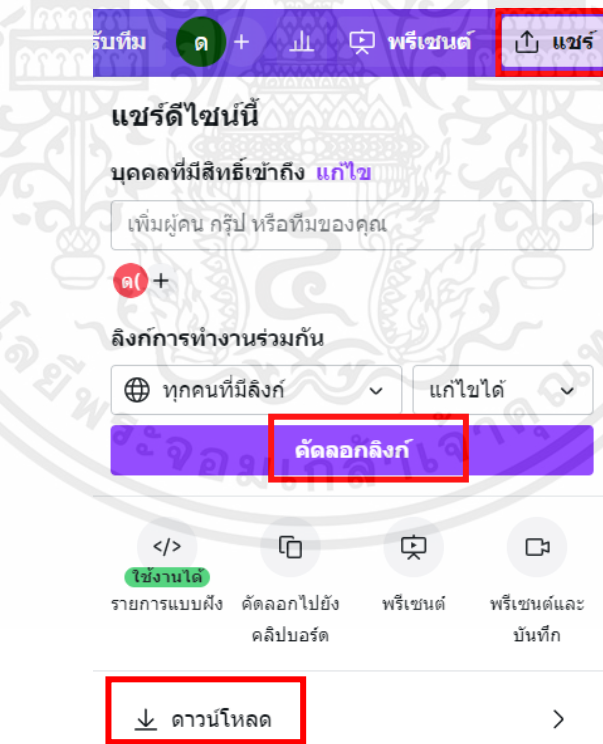 รับทีม ด + พรีเซนต์ แชร์
แชร์ดีไซน์นี้
บุคคลที่มีสิทธิ์เข้าถึง แก้ไข
เพิ่มผู้คน กรุ๊ป หรือทีมของคุณ
ด( +
ลิงก์การทำงานร่วมกัน
ทุกคนที่มีลิงก์ แก้ไขได้
คัดลอกลิงก์
</>
ใช้งานได้
รายการแบบฝัง คัดลอกไปยัง พรีเซนต์ พรีเซนต์และ
คลิปบอร์ด บันทึก
ดาวน์โหลด